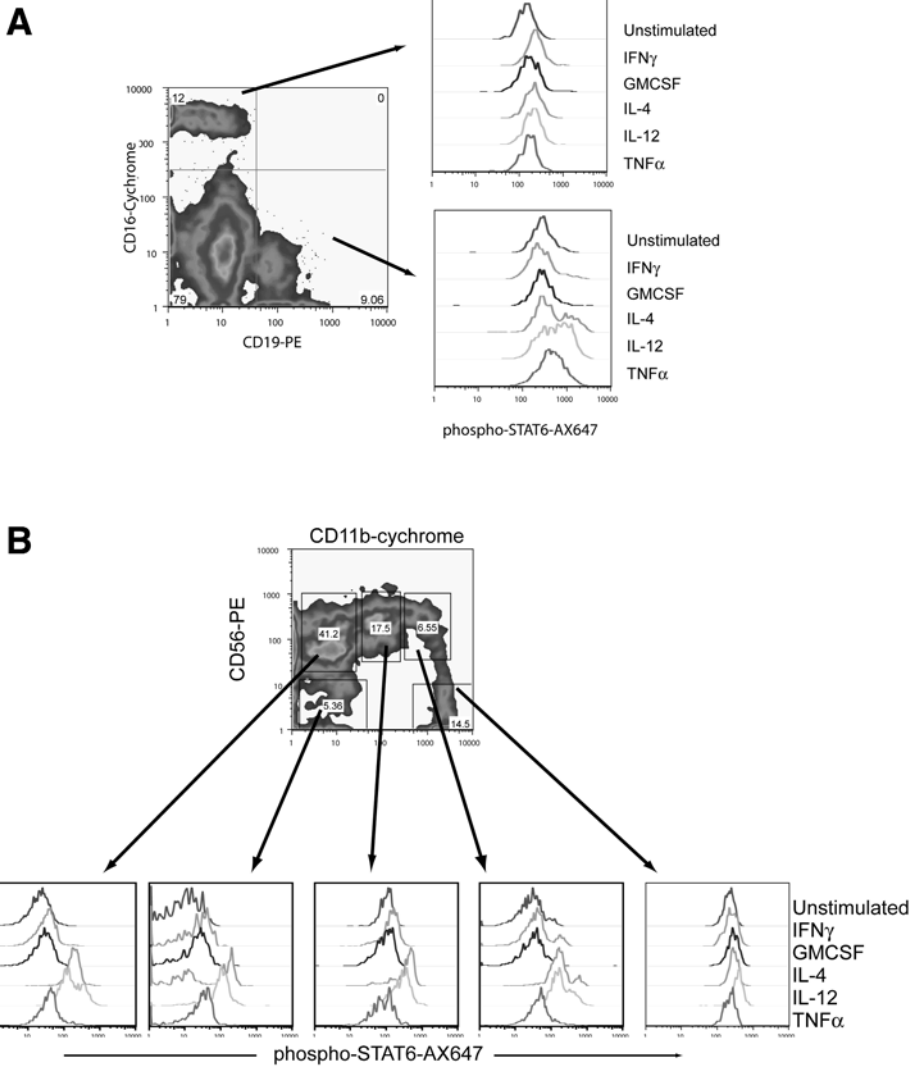 A
Unstimulated
IFNγ
GMCSF
IL-4
IL-12
TNFα
1 10 100 1000 10000
12 0
79 9.06
10000
100
10
1
CD16-Cychrome
1 10 100 1000 10000
CD19-PE
Unstimulated
IFNγ
GMCSF
IL-4
IL-12
TNFα
1 10 100 1000 10000
phospho-STAT6-AX647
B
CD11b-cychrome
CD56-PE
10000
1000
100
10
1
41.2 17.5 6.55
5.36
14.5
1 10 1000 10000
Unstimulated
IFNγ
GMCSF
IL-4
IL-12
TNFα
phospho-STAT6-AX647